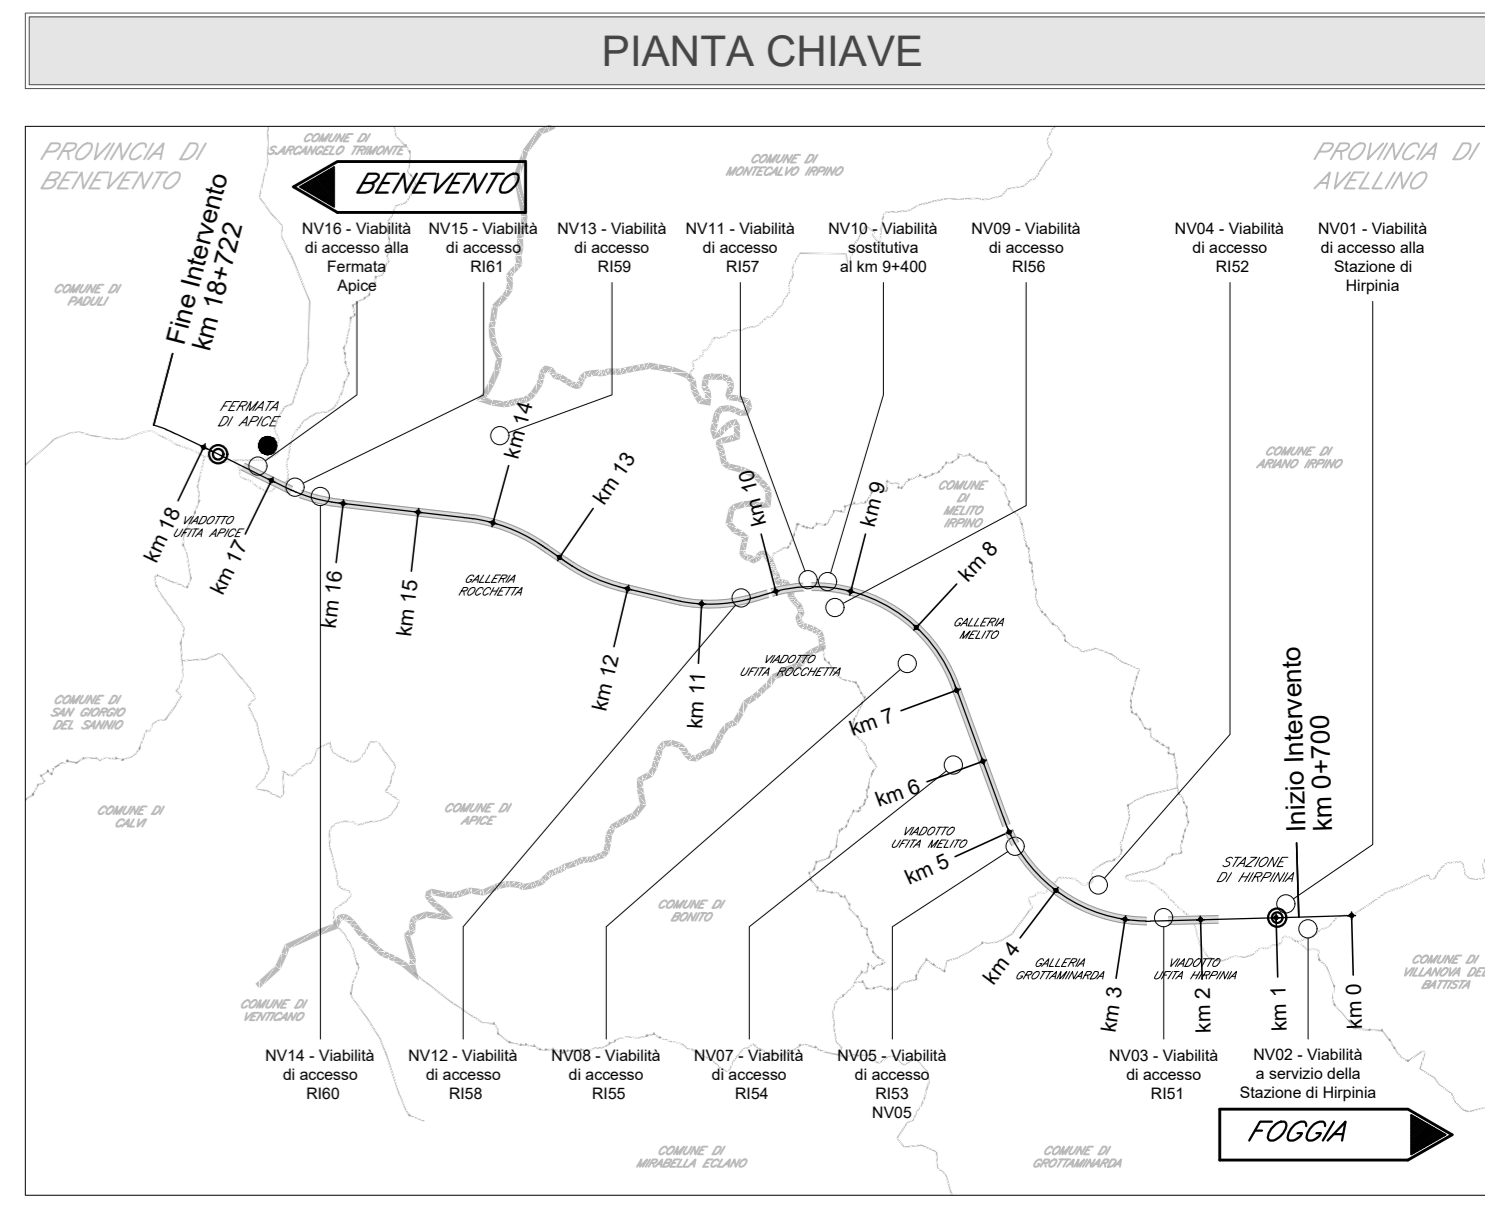 PIANTA CHIAVE
PROVINCIA DI
BENEVENTO
COMUNE DI
S.ARCANGELO TRIMONTE
BENEVENTO
COMUNE DI
MONTECALVO IRPINO
PROVINCIA DI
AVELLINO
Fine Intervento
km 18+722
NV16 - Viabilità
di accesso alla
Fermata
Apice
NV15 - Viabilità
di accesso
RI61
NV13 - Viabilità
di accesso
RI59
NV11 - Viabilità
di accesso
RI57
NV10 - Viabilità
sostitutiva
al km 9+400
NV09 - Viabilità
di accesso
RI56
NV04 - Viabilità
di accesso
RI52
NV01 - Viabilità
di accesso alla
Stazione di
Hirpinia
COMUNE DI
PADULI
FERMATA
DI APICE
COMUNE DI
ARIANO IRPINO
COMUNE
DI
MELITO
IRPINO
km 18
VIADOTTO
UFITA APICE
km 17
km 16
km 15
km 14
km 13
km 12
km 11
km 10
km 9
km 8
km 7
km 6
km 5
km 4
km 3
km 2
km 1
km 0
GALLERIA
ROCCHETTA
GALLERIA
MELITO
VIADOTTO
UFITA ROCCHETTA
Inizio Intervento
km 0+700
COMUNE DI
SAN GIORGIO
DEL SANNIO
COMUNE DI
CALVI
COMUNE DI
APICE
VIADOTTO
UFITA MELITO
STAZIONE
DI HIRPINIA
COMUNE DI
BONITO
GALLERIA
GROTTAMINARDA
VIADOTTO
UFITA HIRPINIA
COMUNE DI
VILLANOVA DEL
BATTISTA
COMUNE DI
VENTICANO
NV14 - Viabilità
di accesso
RI60
NV12 - Viabilità
di accesso
RI58
NV08 - Viabilità
di accesso
RI55
NV07 - Viabilità
di accesso
RI54
NV05 - Viabilità
di accesso
RI53
NV05
NV03 - Viabilità
di accesso
RI51
NV02 - Viabilità
a servizio della
Stazione di Hirpinia
FOGGIA
COMUNE DI
MIRABELLA ECLANO
COMUNE DI
GROTTAMINARDA